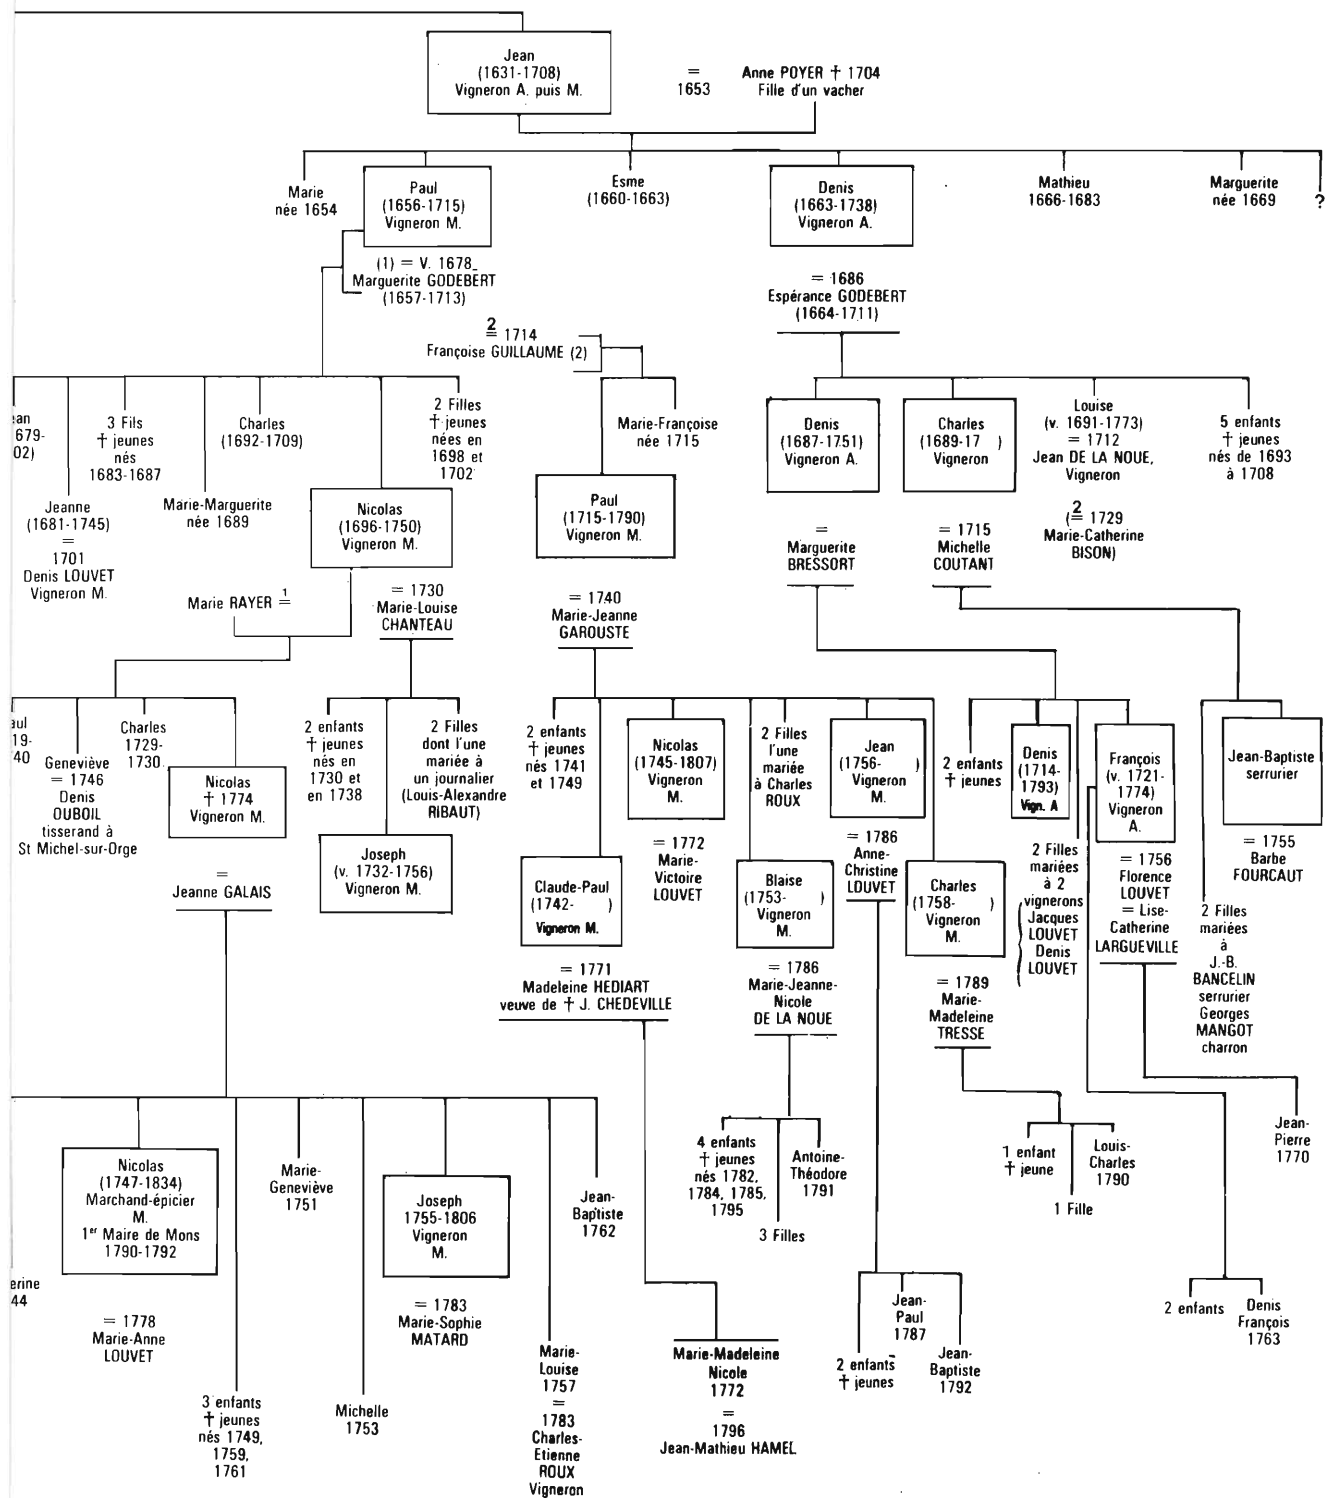 Jean
(1631-1708)
Vigneron A. puis M.
=
1653
Anne POYER † 1704
Fille d'un vacher
Marie
née 1654
Paul
(1656-1715)
Vigneron M.
Esme
(1660-1663)
Denis
(1663-1738)
Vigneron A.
Mathieu
1666-1683
Marguerite
née 1669
?
(1) = V. 1678
Marguerite GODEBERT
(1657-1713)
= 1686
Espérance GODEBERT
(1664-1711)
2
= 1714
Françoise GUILLAUME (2)
ean
679-
02)
Jeanne
(1681-1745)
=
1701
Denis LOUVET
Vigneron M.
3 Fils
† jeunes
nés
1683-1687
Marie-Marguerite
née 1689
Charles
(1692-1709)
Nicolas
(1696-1750)
Vigneron M.
2 Filles
† jeunes
nées en
1698 et
1702
Paul
(1715-1790)
Vigneron M.
Marie-Françoise
née 1715
Denis
(1687-1751)
Vigneron A.
Charles
(1689-17 )
Vigneron
Louise
(v. 1691-1773)
= 1712
Jean DE LA NOUE,
Vigneron
(2
= 1729
Marie-Catherine
BISON)
5 enfants
† jeunes
nés de 1693
à 1708
=
Marguerite
BRESSORT
= 1715
Michelle
COUTANT
Marie RAYER 1
=
= 1730
Marie-Louise
CHANTEAU
= 1740
Marie-Jeanne
GAROUSTE
aul
19-
40
Geneviève
= 1746
Denis
OUBOIL
tisserand à
St Michel-sur-Orge
Charles
1729-
1730
Nicolas
† 1774
Vigneron M.
=
Jeanne GALAIS
2 enfants
† jeunes
nés en
1730 et
en 1738
Joseph
(v. 1732-1756)
Vigneron M.
2 Filles
dont l'une
mariée à
un journalier
(Louis-Alexandre
RIBAUT)
2 enfants
† jeunes
nés 1741
et 1749
Claude-Paul
(1742- )
Vigneron M.
= 1771
Madeleine HEDIART
veuve de † J. CHEDEVILLE
Nicolas
(1745-1807)
Vigneron
M.
= 1772
Marie-
Victoire
LOUVET
2 Filles
l'une
mariée
à Charles
ROUX
Blaise
(1753- )
Vigneron
M.
= 1786
Marie-Jeanne-
Nicole
DE LA NOUE
Jean
(1756- )
Vigneron
M.
= 1786
Anne-
Christine
LOUVET
Charles
(1758- )
Vigneron
M.
= 1789
Marie-
Madeleine
TRESSE
2 enfants
† jeunes
Denis
(1714-
1793)
Vign. A
2 Filles
mariées
à 2
vignerons
Jacques
LOUVET
Denis
LOUVET
François
(v. 1721-
1774)
Vigneron
A.
= 1756
Florence
LOUVET
= Lise-
Catherine
LARGUEVILLE
2 Filles
mariées
à
J.-B.
BANCELIN
serrurier
Georges
MANGOT
charron
Jean-Baptiste
serrurier
= 1755
Barbe
FOURCAUT
erine
44
Nicolas
(1747-1834)
Marchand-épicier
M.
1er Maire de Mons
1790-1792
= 1778
Marie-Anne
LOUVET
3 enfants
† jeunes
nés 1749,
1759,
1761
Marie-
Geneviève
1751
Michelle
1753
Joseph
1755-1806
Vigneron
M.
= 1783
Marie-Sophie
MATARD
Marie-
Louise
1757
=
1783
Charles-
Etienne
ROUX
Vigneron
Jean-
Baptiste
1762
Marie-Madeleine
Nicole
1772
=
1796
Jean-Mathieu HAMEL
4 enfants
† jeunes
nés 1782,
1784, 1785,
1795
3 Filles
Antoine-
Théodore
1791
2 enfants
† jeunes
Jean-
Paul
1787
Jean-
Baptiste
1792
1 enfant
† jeune
1 Fille
Louis-
Charles
1790
2 enfants
Denis
François
1763
Jean-
Pierre
1770